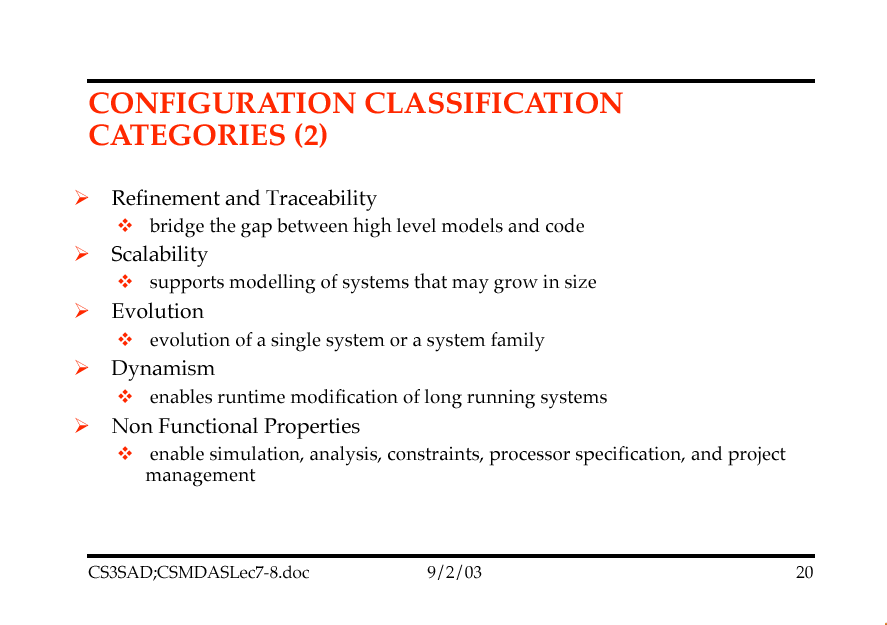 CONFIGURATION CLASSIFICATION
CATEGORIES (2)
Refinement and Traceability
bridge the gap between high level models and code
Scalability
supports modelling of systems that may grow in size
Evolution
evolution of a single system or a system family
Dynamism
enables runtime modification of long running systems
Non Functional Properties
enable simulation, analysis, constraints, processor specification, and project
management
CS3SAD;CSMDASLec7-8.doc 9/2/03 20